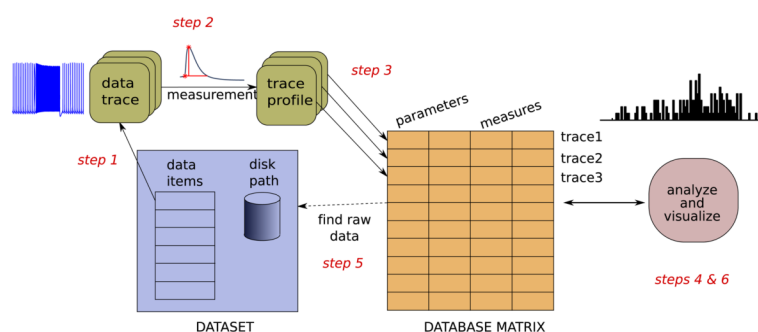 step 2
step 3
data
trace
measurement
trace
profile
parameters
measures
trace1
trace2
trace3
step 1
data
items
disk
path
find raw
data
step 5
analyze
and
visualize
steps 4 & 6
DATASET
DATABASE MATRIX